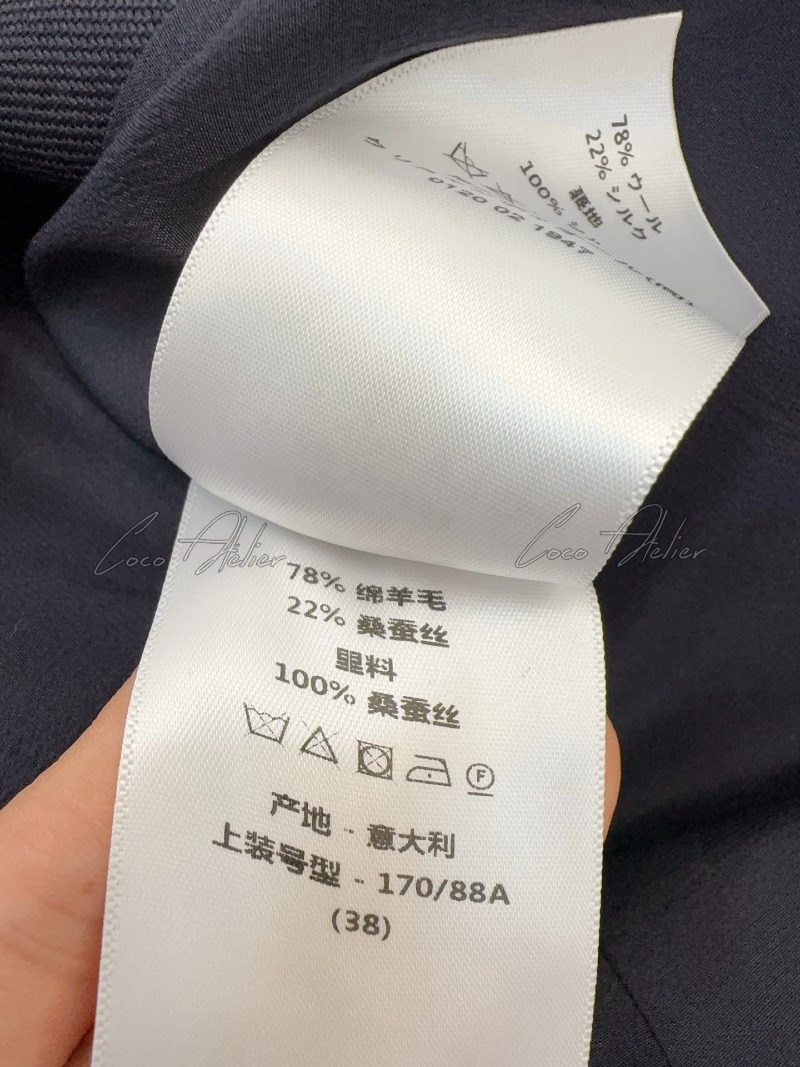 78% ウール
22% シルク
裏地
100% シルク
0120 02 1947
Coco Atelier
Coco Atelier
78% 绵羊毛
22% 桑蚕丝
里料
100% 桑蚕丝
F
产地 - 意大利
上装号型 - 170/88A
(38)